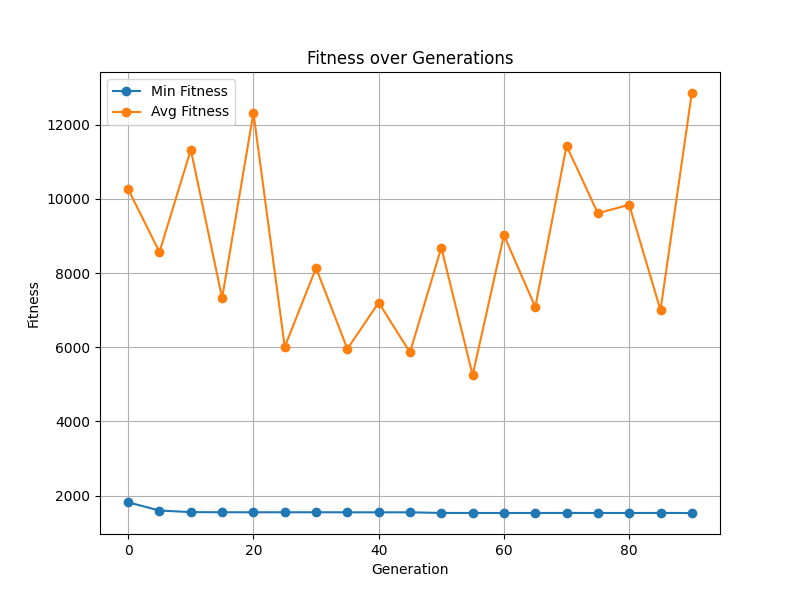 Fitness over Generations
Min Fitness
Avg Fitness
12000
10000
8000
6000
4000
2000
Fitness
0 20 40 60 80
Generation